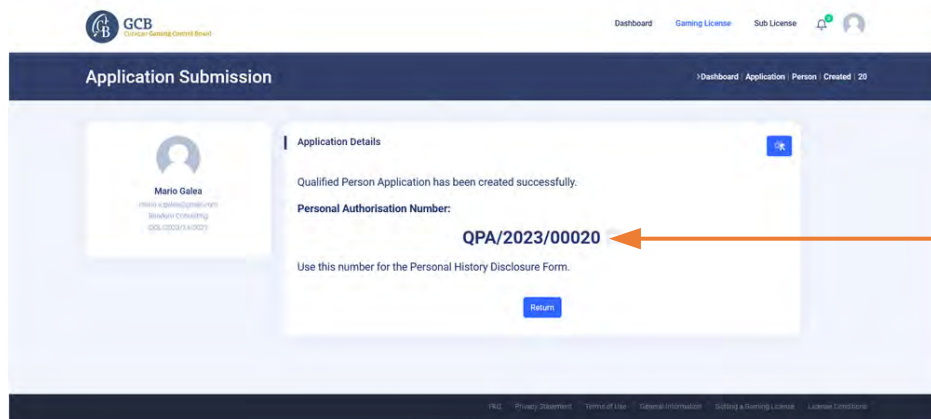 GCB
Curaçao Gaming Control Board
Dashboard Gaming License Sub License
Application Submission
Dashboard | Application | Person | Created | 20
Mario Galea
Application Details
Qualified Person Application has been created successfully.
Personal Authorisation Number:
QPA/2023/00020
Use this number for the Personal History Disclosure Form.
Return
FAQ Privacy Statement Terms of Use General Information Getting a Gaming License License Conditions